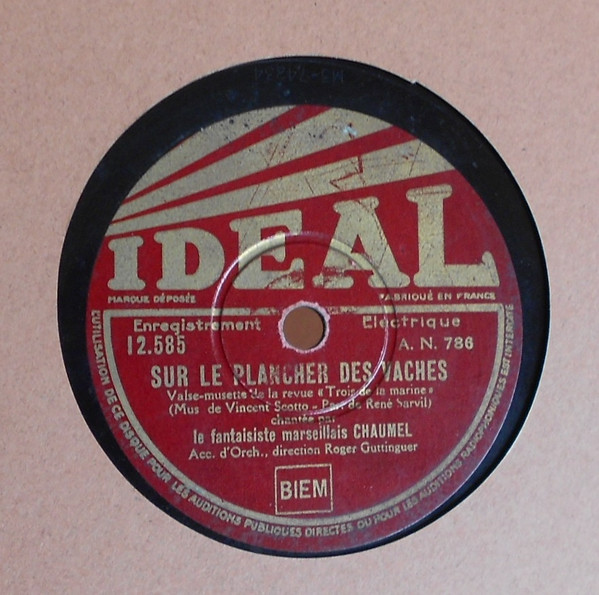 IDEAL
MARQUE DÉPOSÉE
FABRIQUÉ EN FRANCE
Enregistrement Electrique
12.585
A. N. 786
SUR LE PLANCHER DES VACHES
Valse-musette de la revue « Trois de la marine »
(Mus de Vincent Scotto - Par. de René Sarvil)
chantée par
le fantaisiste marseillais CHAUMEL
Acc. d'Orch., direction Roger Guttinguer
BIEM
L'UTILISATION DE CE DISQUE POUR LES AUDITIONS PUBLIQUES DIRECTES OU POUR LES AUDITIONS RADIOPHONIQUES EST INTERDITE